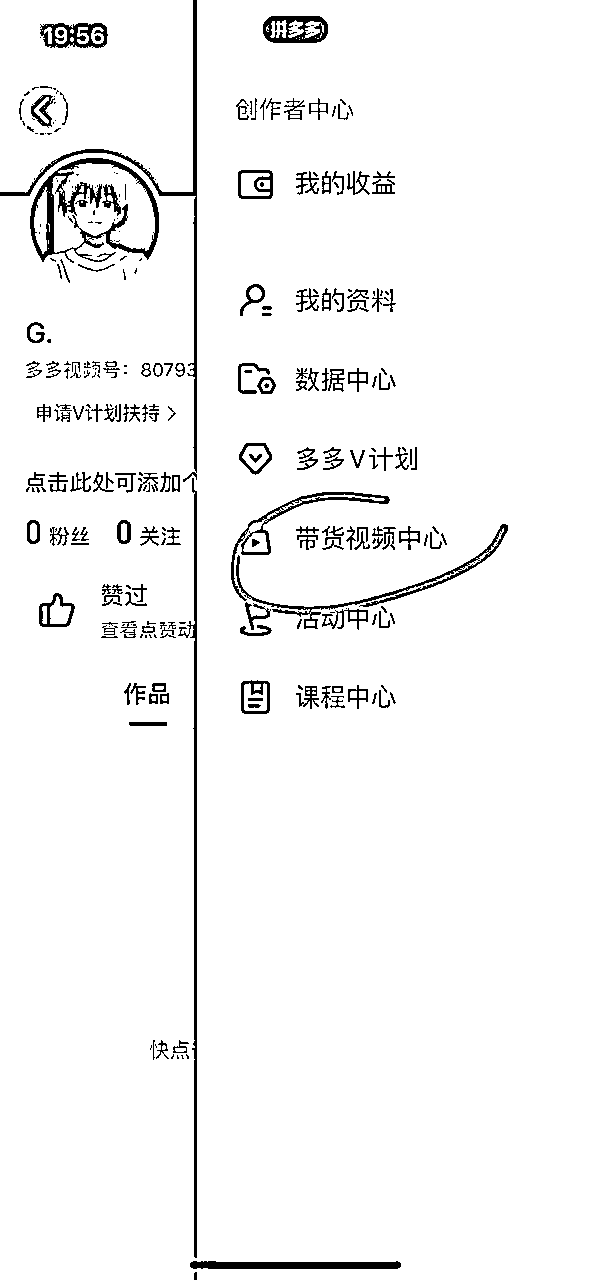 19:56
拼多多
创作者中心
我的收益
我的资料
数据中心
多多V计划
带货视频中心
活动中心
课程中心
G.
多多视频号：80793
申请V计划扶持
点击此处可添加个
0 粉丝 0 关注
赞过
查看点赞动
作品
快点